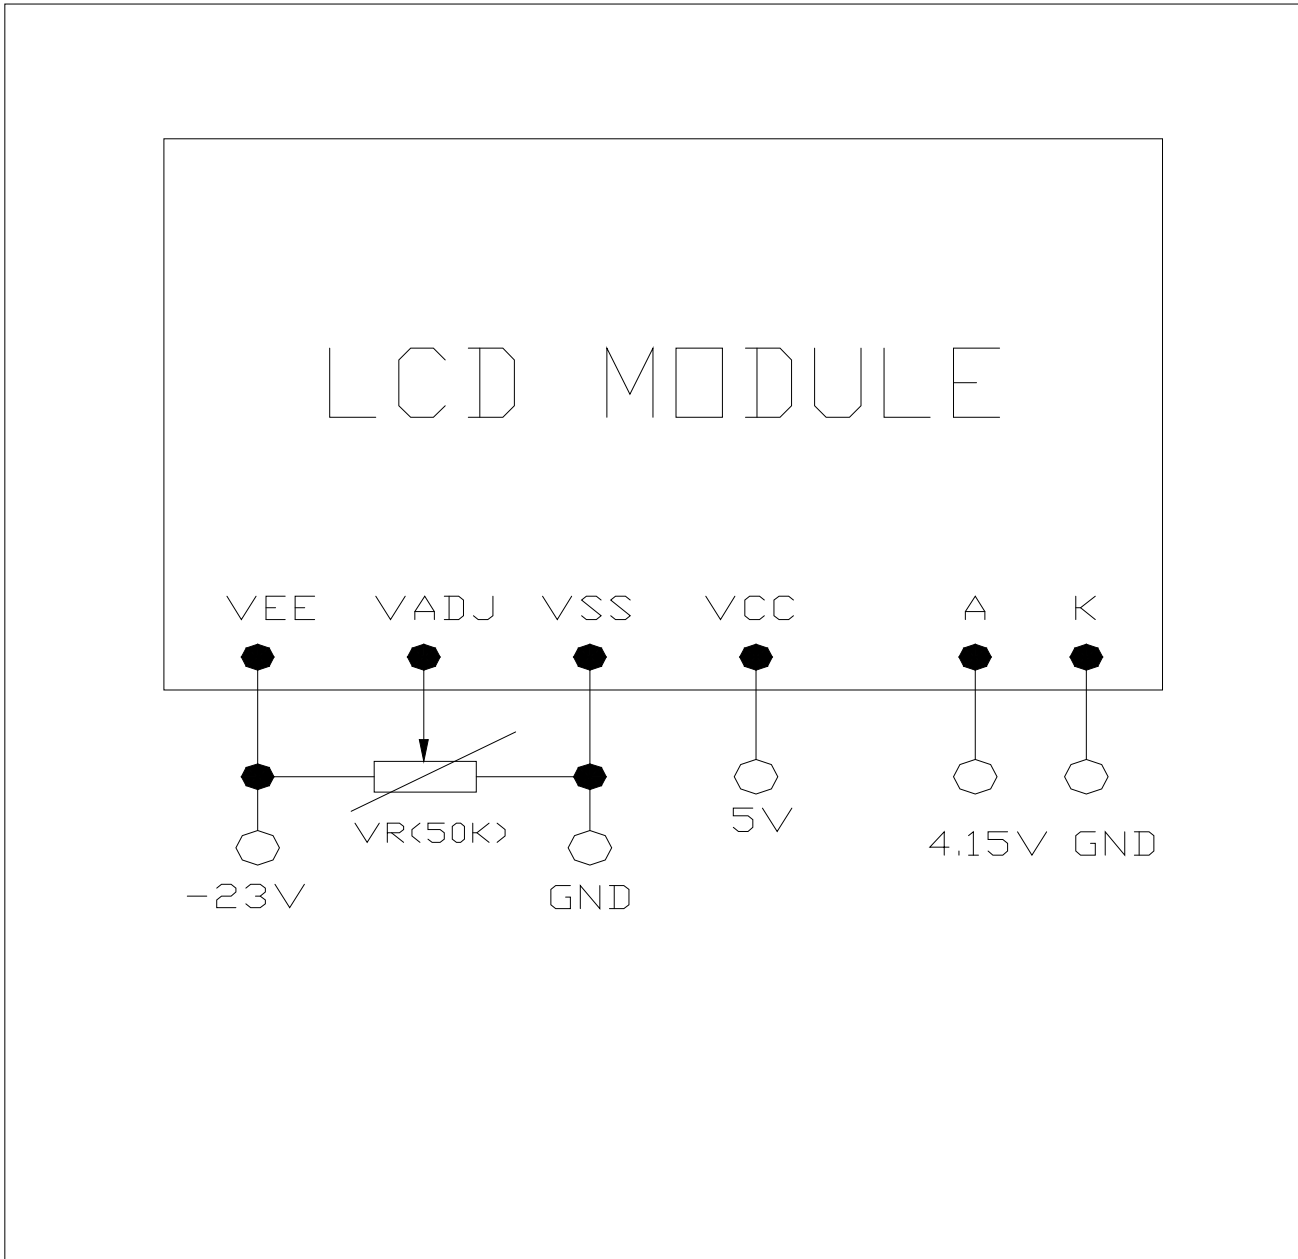 LCD MODULE
VEE VADJ VSS VCC A K
VR(50K)
5V
4.15V GND
-23V GND